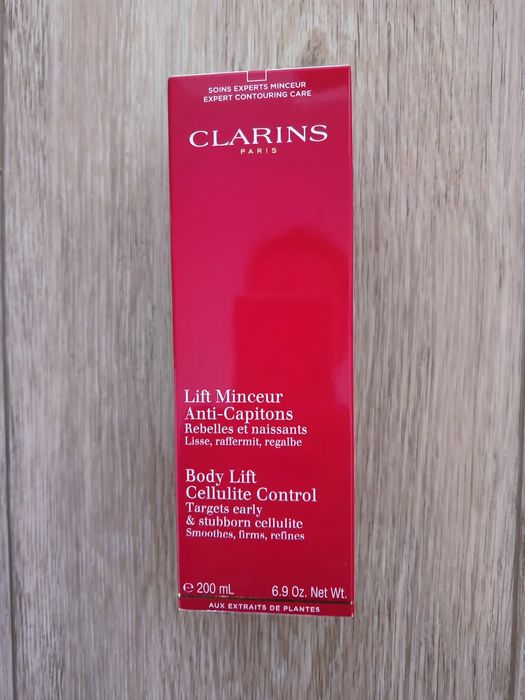 SOINS EXPERTS MINCEUR
EXPERT CONTOURING CARE
CLARINS
PARIS
Lift Minceur
Anti-Capitons
Rebelles et naissants
Lisse, raffermit, regalbe
Body Lift
Cellulite Control
Targets early
& stubborn cellulite
Smoothes, firms, refines
℮ 200 mL 6.9 Oz. Net Wt.
AUX EXTRAITS DE PLANTES